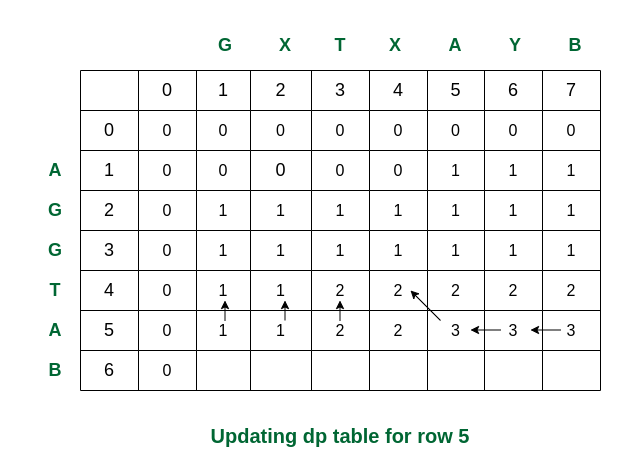 G X T X A Y B
0 1 2 3 4 5 6 7
0 0 0 0 0 0 0 0 0
A 1 0 0 0 0 0 1 1 1
G 2 0 1 1 1 1 1 1 1
G 3 0 1 1 1 1 1 1 1
T 4 0 1 1 2 2 2 2 2
A 5 0 1 1 2 2 3 3 3
B 6 0
Updating dp table for row 5